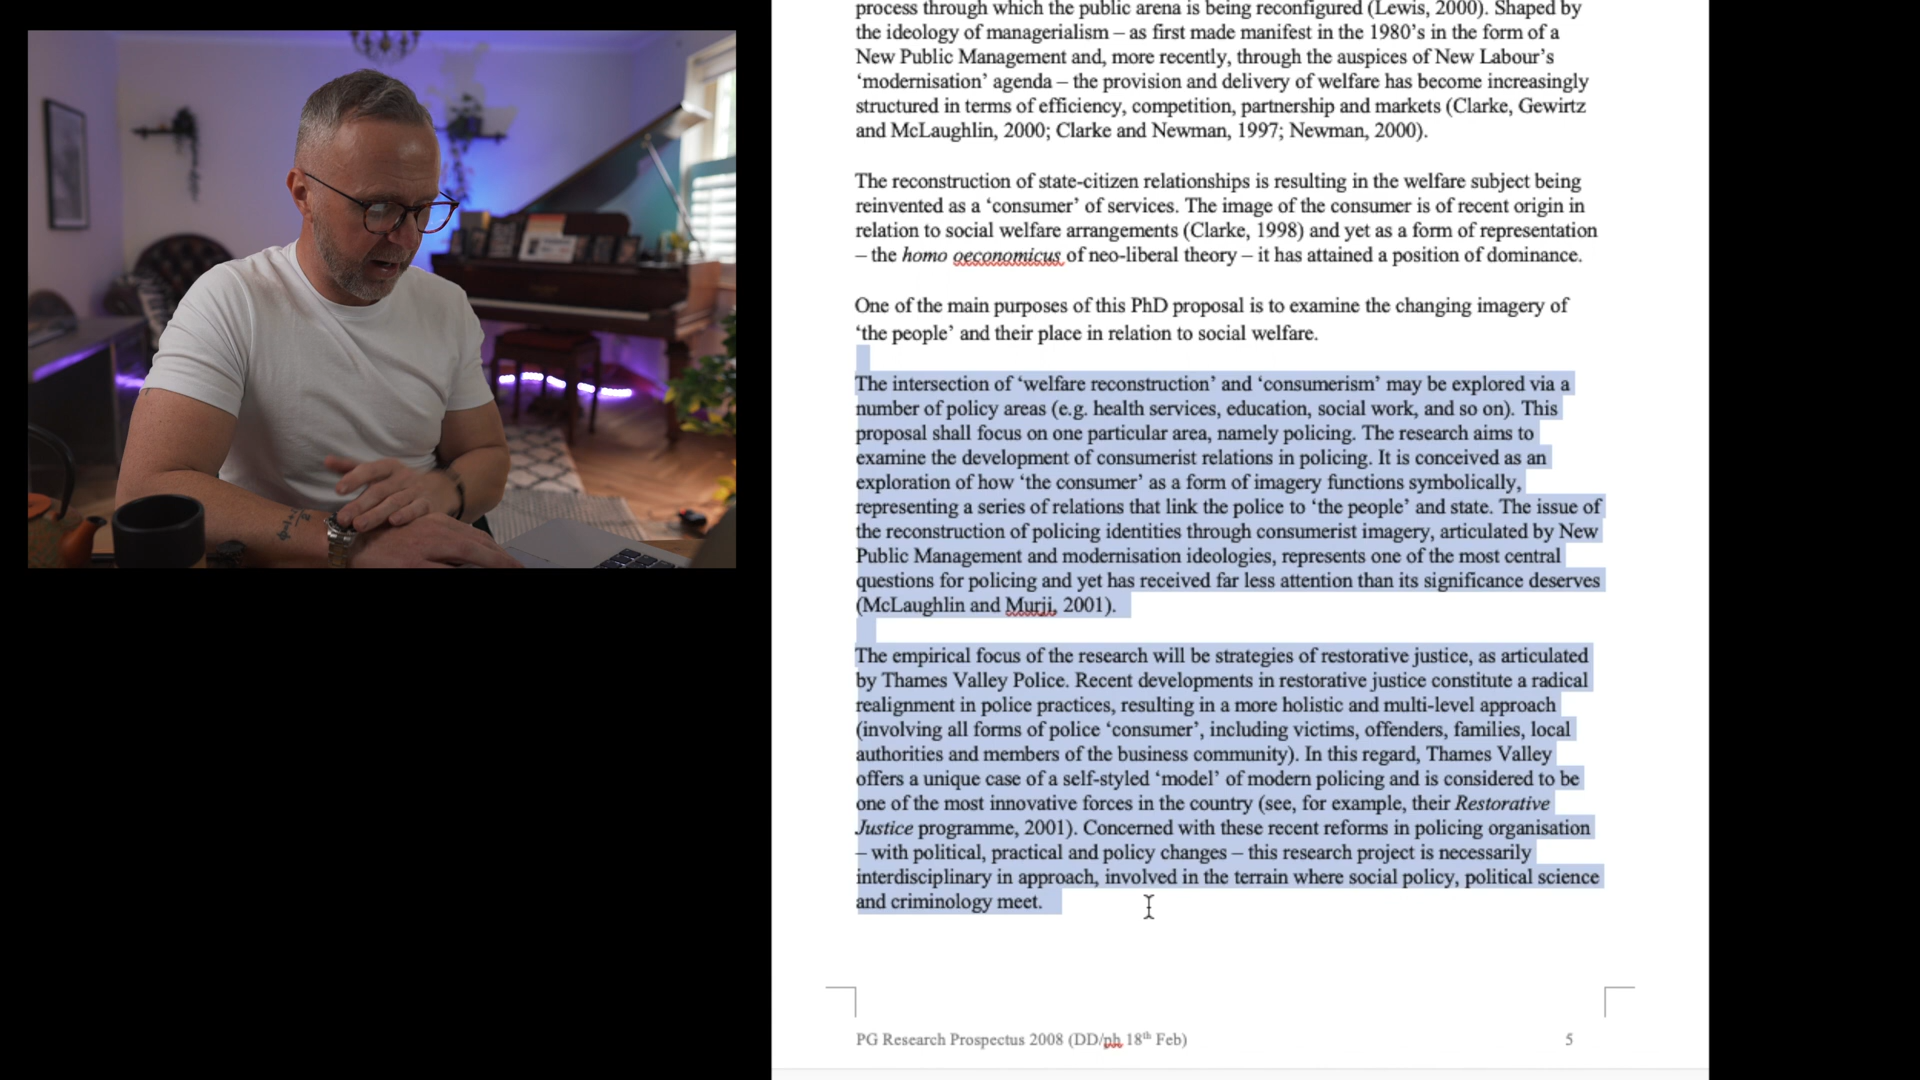 process through which the public arena is being reconfigured (Lewis, 2000). Shaped by
the ideology of managerialism – as first made manifest in the 1980’s in the form of a
New Public Management and, more recently, through the auspices of New Labour’s
‘modernisation’ agenda – the provision and delivery of welfare has become increasingly
structured in terms of efficiency, competition, partnership and markets (Clarke, Gewirtz
and McLaughlin, 2000; Clarke and Newman, 1997; Newman, 2000).
The reconstruction of state-citizen relationships is resulting in the welfare subject being
reinvented as a ‘consumer’ of services. The image of the consumer is of recent origin in
relation to social welfare arrangements (Clarke, 1998) and yet as a form of representation
– the homo oeconomicus of neo-liberal theory – it has attained a position of dominance.
One of the main purposes of this PhD proposal is to examine the changing imagery of
‘the people’ and their place in relation to social welfare.
The intersection of ‘welfare reconstruction’ and ‘consumerism’ may be explored via a
number of policy areas (e.g. health services, education, social work, and so on). This
proposal shall focus on one particular area, namely policing. The research aims to
examine the development of consumerist relations in policing. It is conceived as an
exploration of how ‘the consumer’ as a form of imagery functions symbolically,
representing a series of relations that link the police to ‘the people’ and state. The issue of
the reconstruction of policing identities through consumerist imagery, articulated by New
Public Management and modernisation ideologies, represents one of the most central
questions for policing and yet has received far less attention than its significance deserves
(McLaughlin and Murji, 2001).
The empirical focus of the research will be strategies of restorative justice, as articulated
by Thames Valley Police. Recent developments in restorative justice constitute a radical
realignment in police practices, resulting in a more holistic and multi-level approach
(involving all forms of police ‘consumer’, including victims, offenders, families, local
authorities and members of the business community). In this regard, Thames Valley
offers a unique case of a self-styled ‘model’ of modern policing and is considered to be
one of the most innovative forces in the country (see, for example, their Restorative
Justice programme, 2001). Concerned with these recent reforms in policing organisation
– with political, practical and policy changes – this research project is necessarily
interdisciplinary in approach, involved in the terrain where social policy, political science
and criminology meet.
PG Research Prospectus 2008 (DD/ph 18th Feb) 5